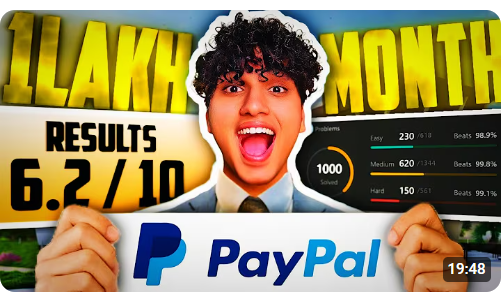 1LAKH MONTH
RESULTS
6.2/10
Problems
1000
Solved
Easy 230 /618 Beats 98.9%
Medium 620 /1344 Beats 99.8%
Hard 150 /561 Beats 99.1%
PayPal
19:48